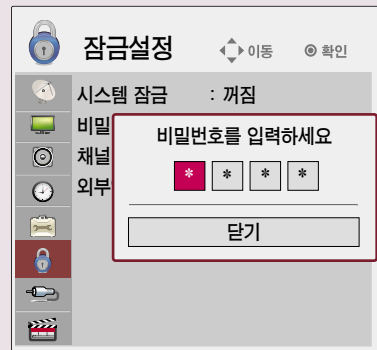 잠금설정 이동 확인
시스템 잠금 : 꺼짐
비밀
채널
외부
비밀번호를 입력하세요
* * * *
닫기